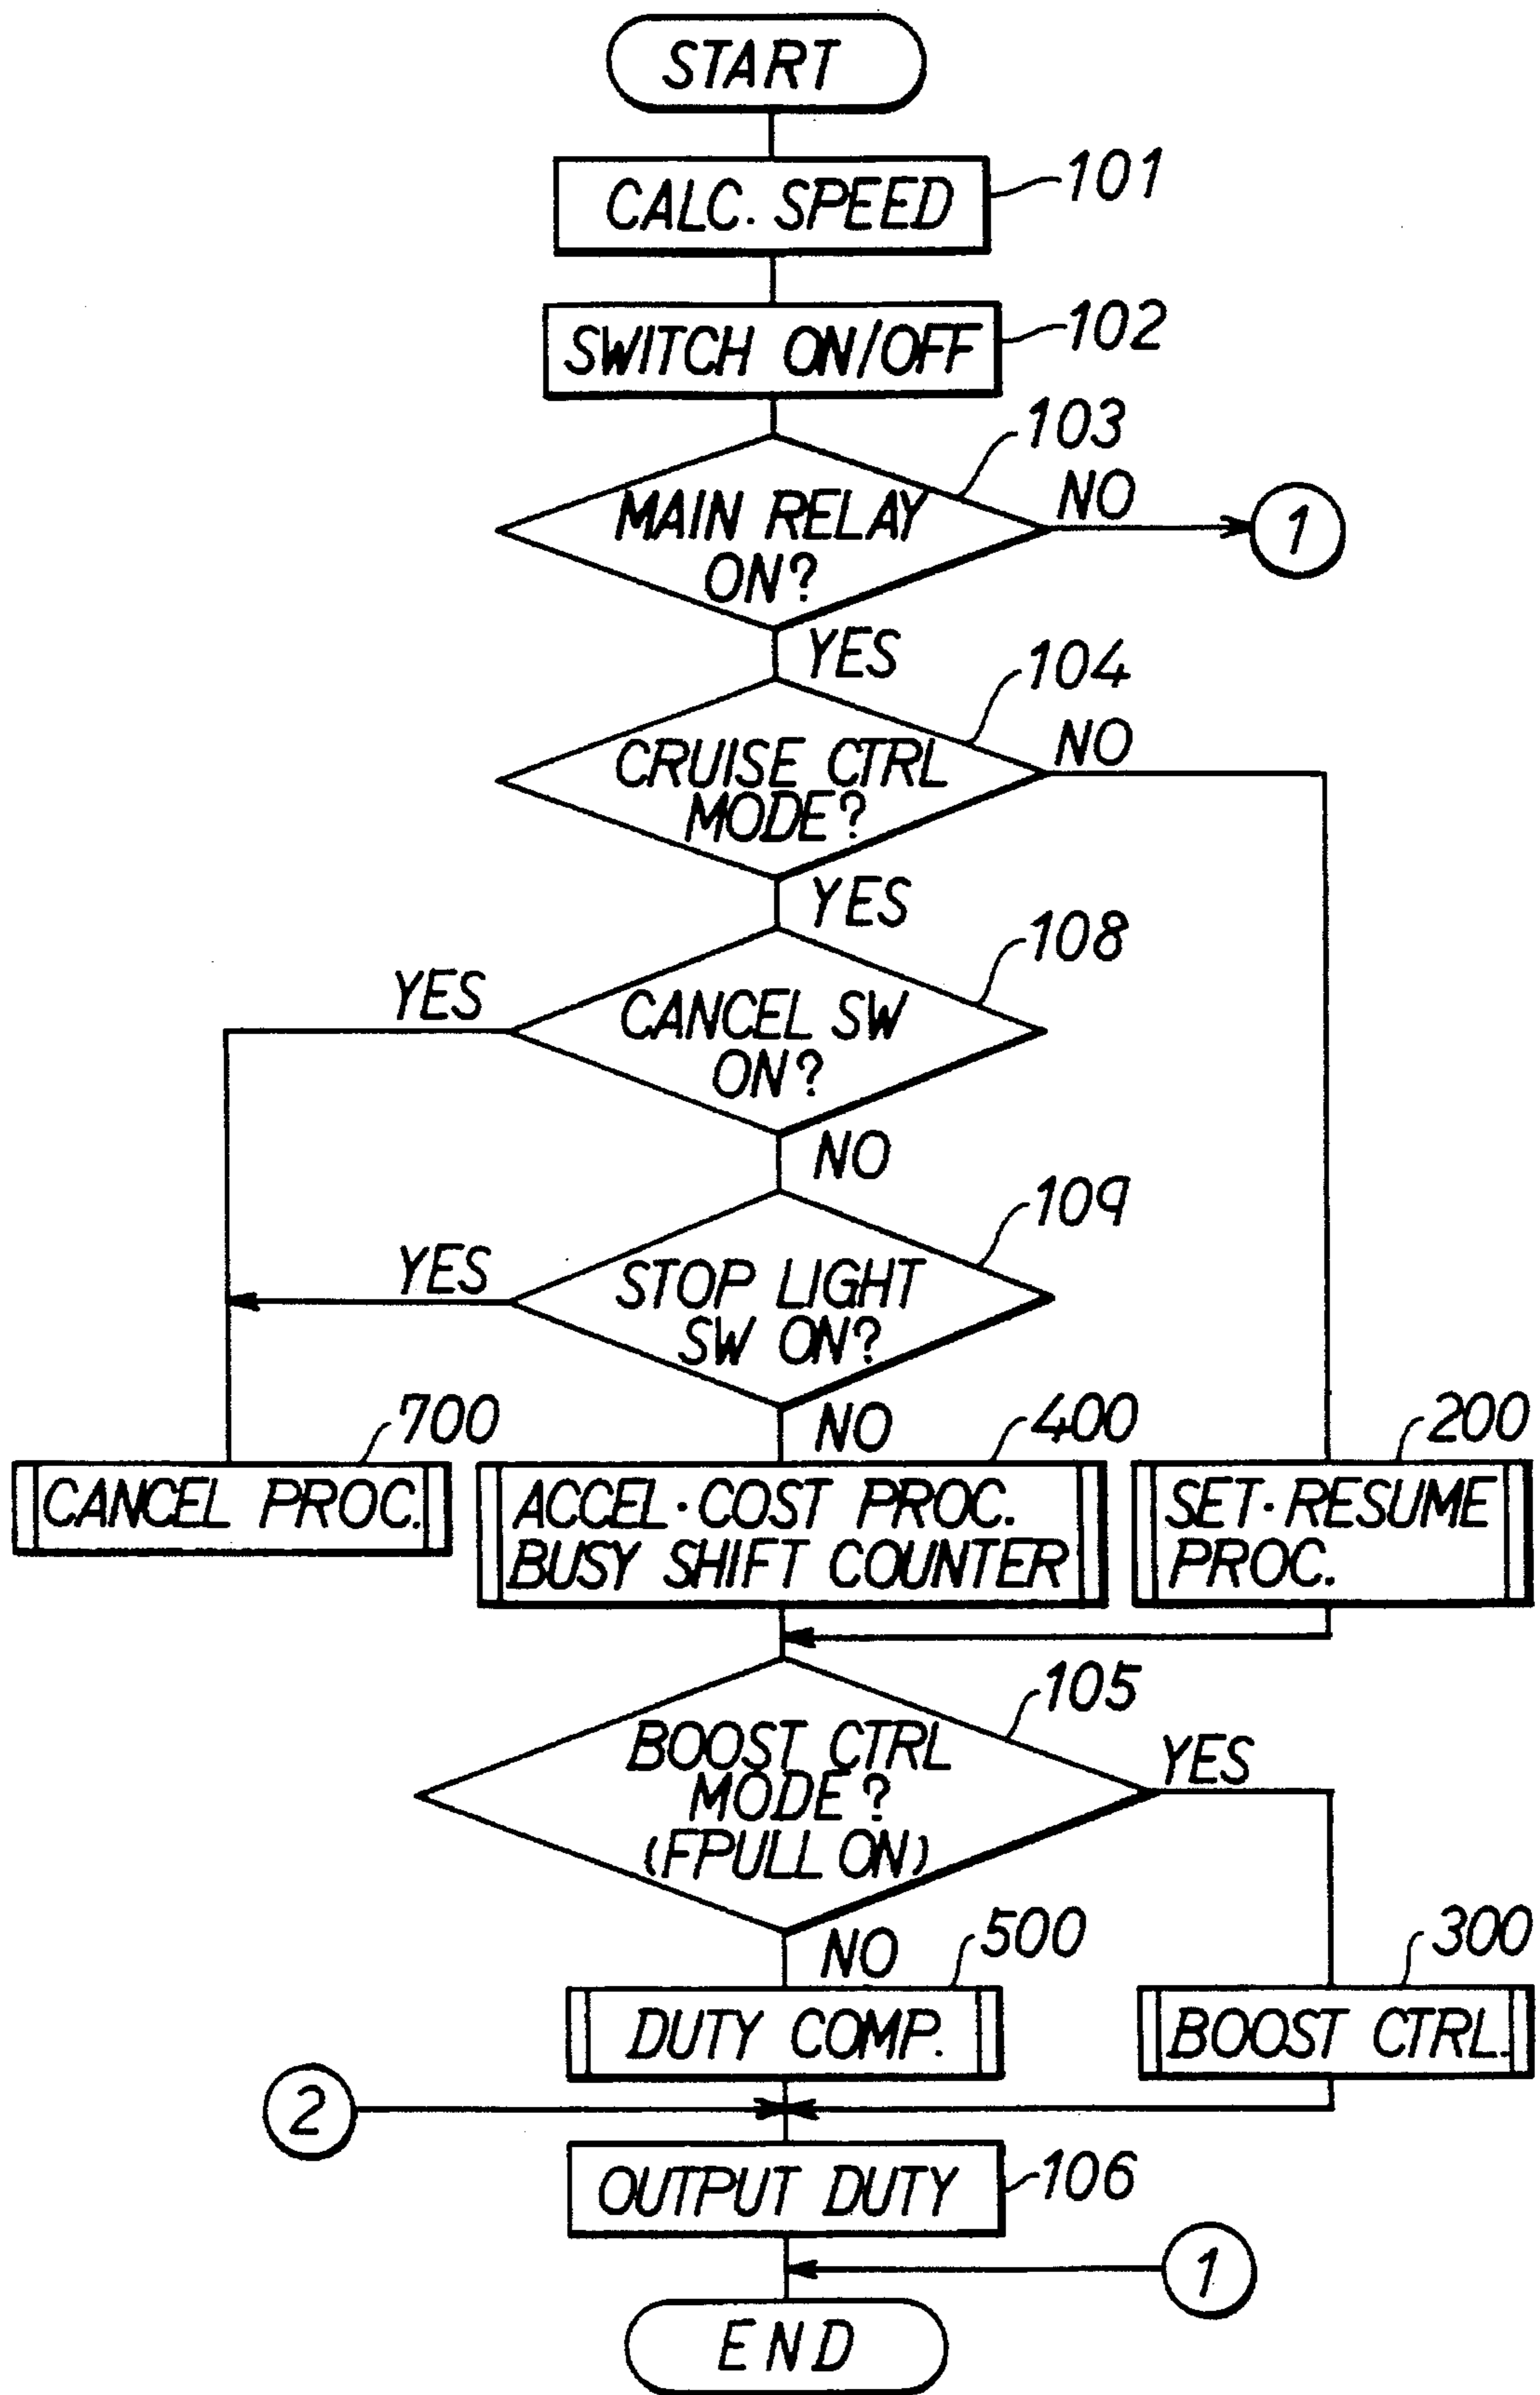 START
CALC. SPEED
101
SWITCH ON/OFF
102
103
MAIN RELAY
ON?
NO
1
YES
104
CRUISE CTRL
MODE?
NO
YES
108
CANCEL SW
ON?
YES
NO
109
STOP LIGHT
SW ON?
YES
NO
700
CANCEL PROC.
400
ACCEL·COST PROC.
BUSY SHIFT COUNTER
200
SET·RESUME
PROC.
105
BOOST CTRL
MODE?
(FPULL ON)
YES
NO
500
DUTY COMP.
300
BOOST CTRL.
2
OUTPUT DUTY
106
1
END